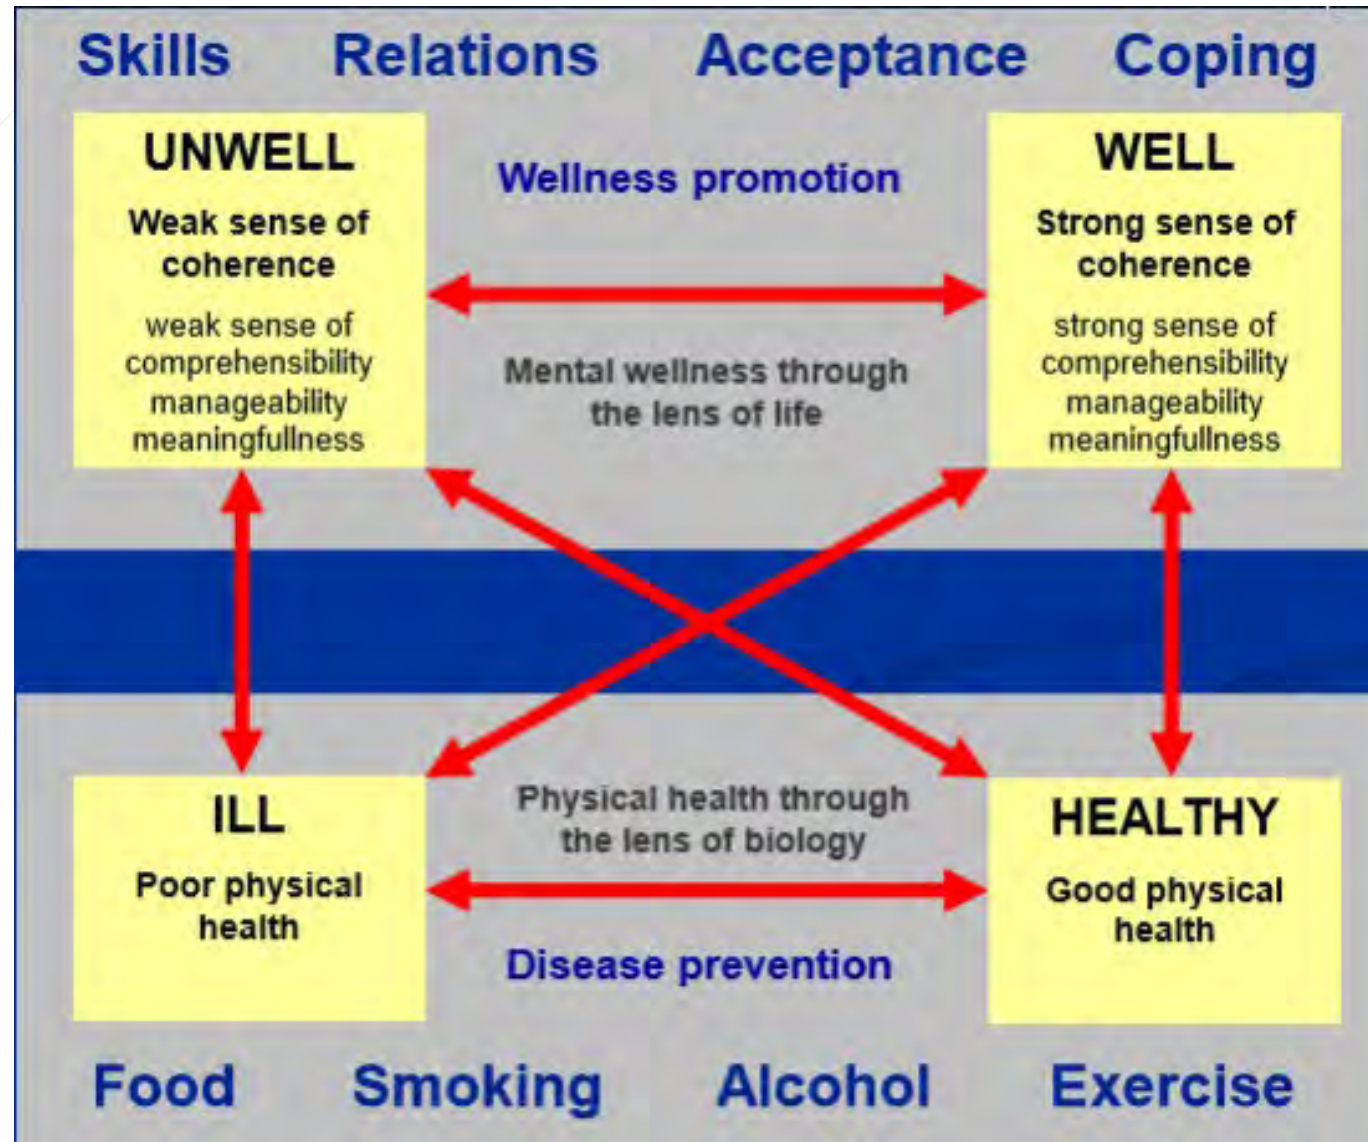 Skills Relations Acceptance Coping
UNWELL
Weak sense of
coherence
weak sense of
comprehensibility
manageability
meaningfullness
Wellness promotion
Mental wellness through
the lens of life
WELL
Strong sense of
coherence
strong sense of
comprehensibility
manageability
meaningfullness
ILL
Poor physical
health
Physical health through
the lens of biology
Disease prevention
HEALTHY
Good physical
health
Food Smoking Alcohol Exercise